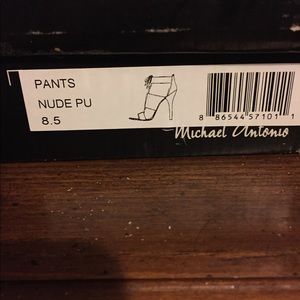 PANTS
NUDE PU
8.5
8 86544 57101 1
Michael Antonio